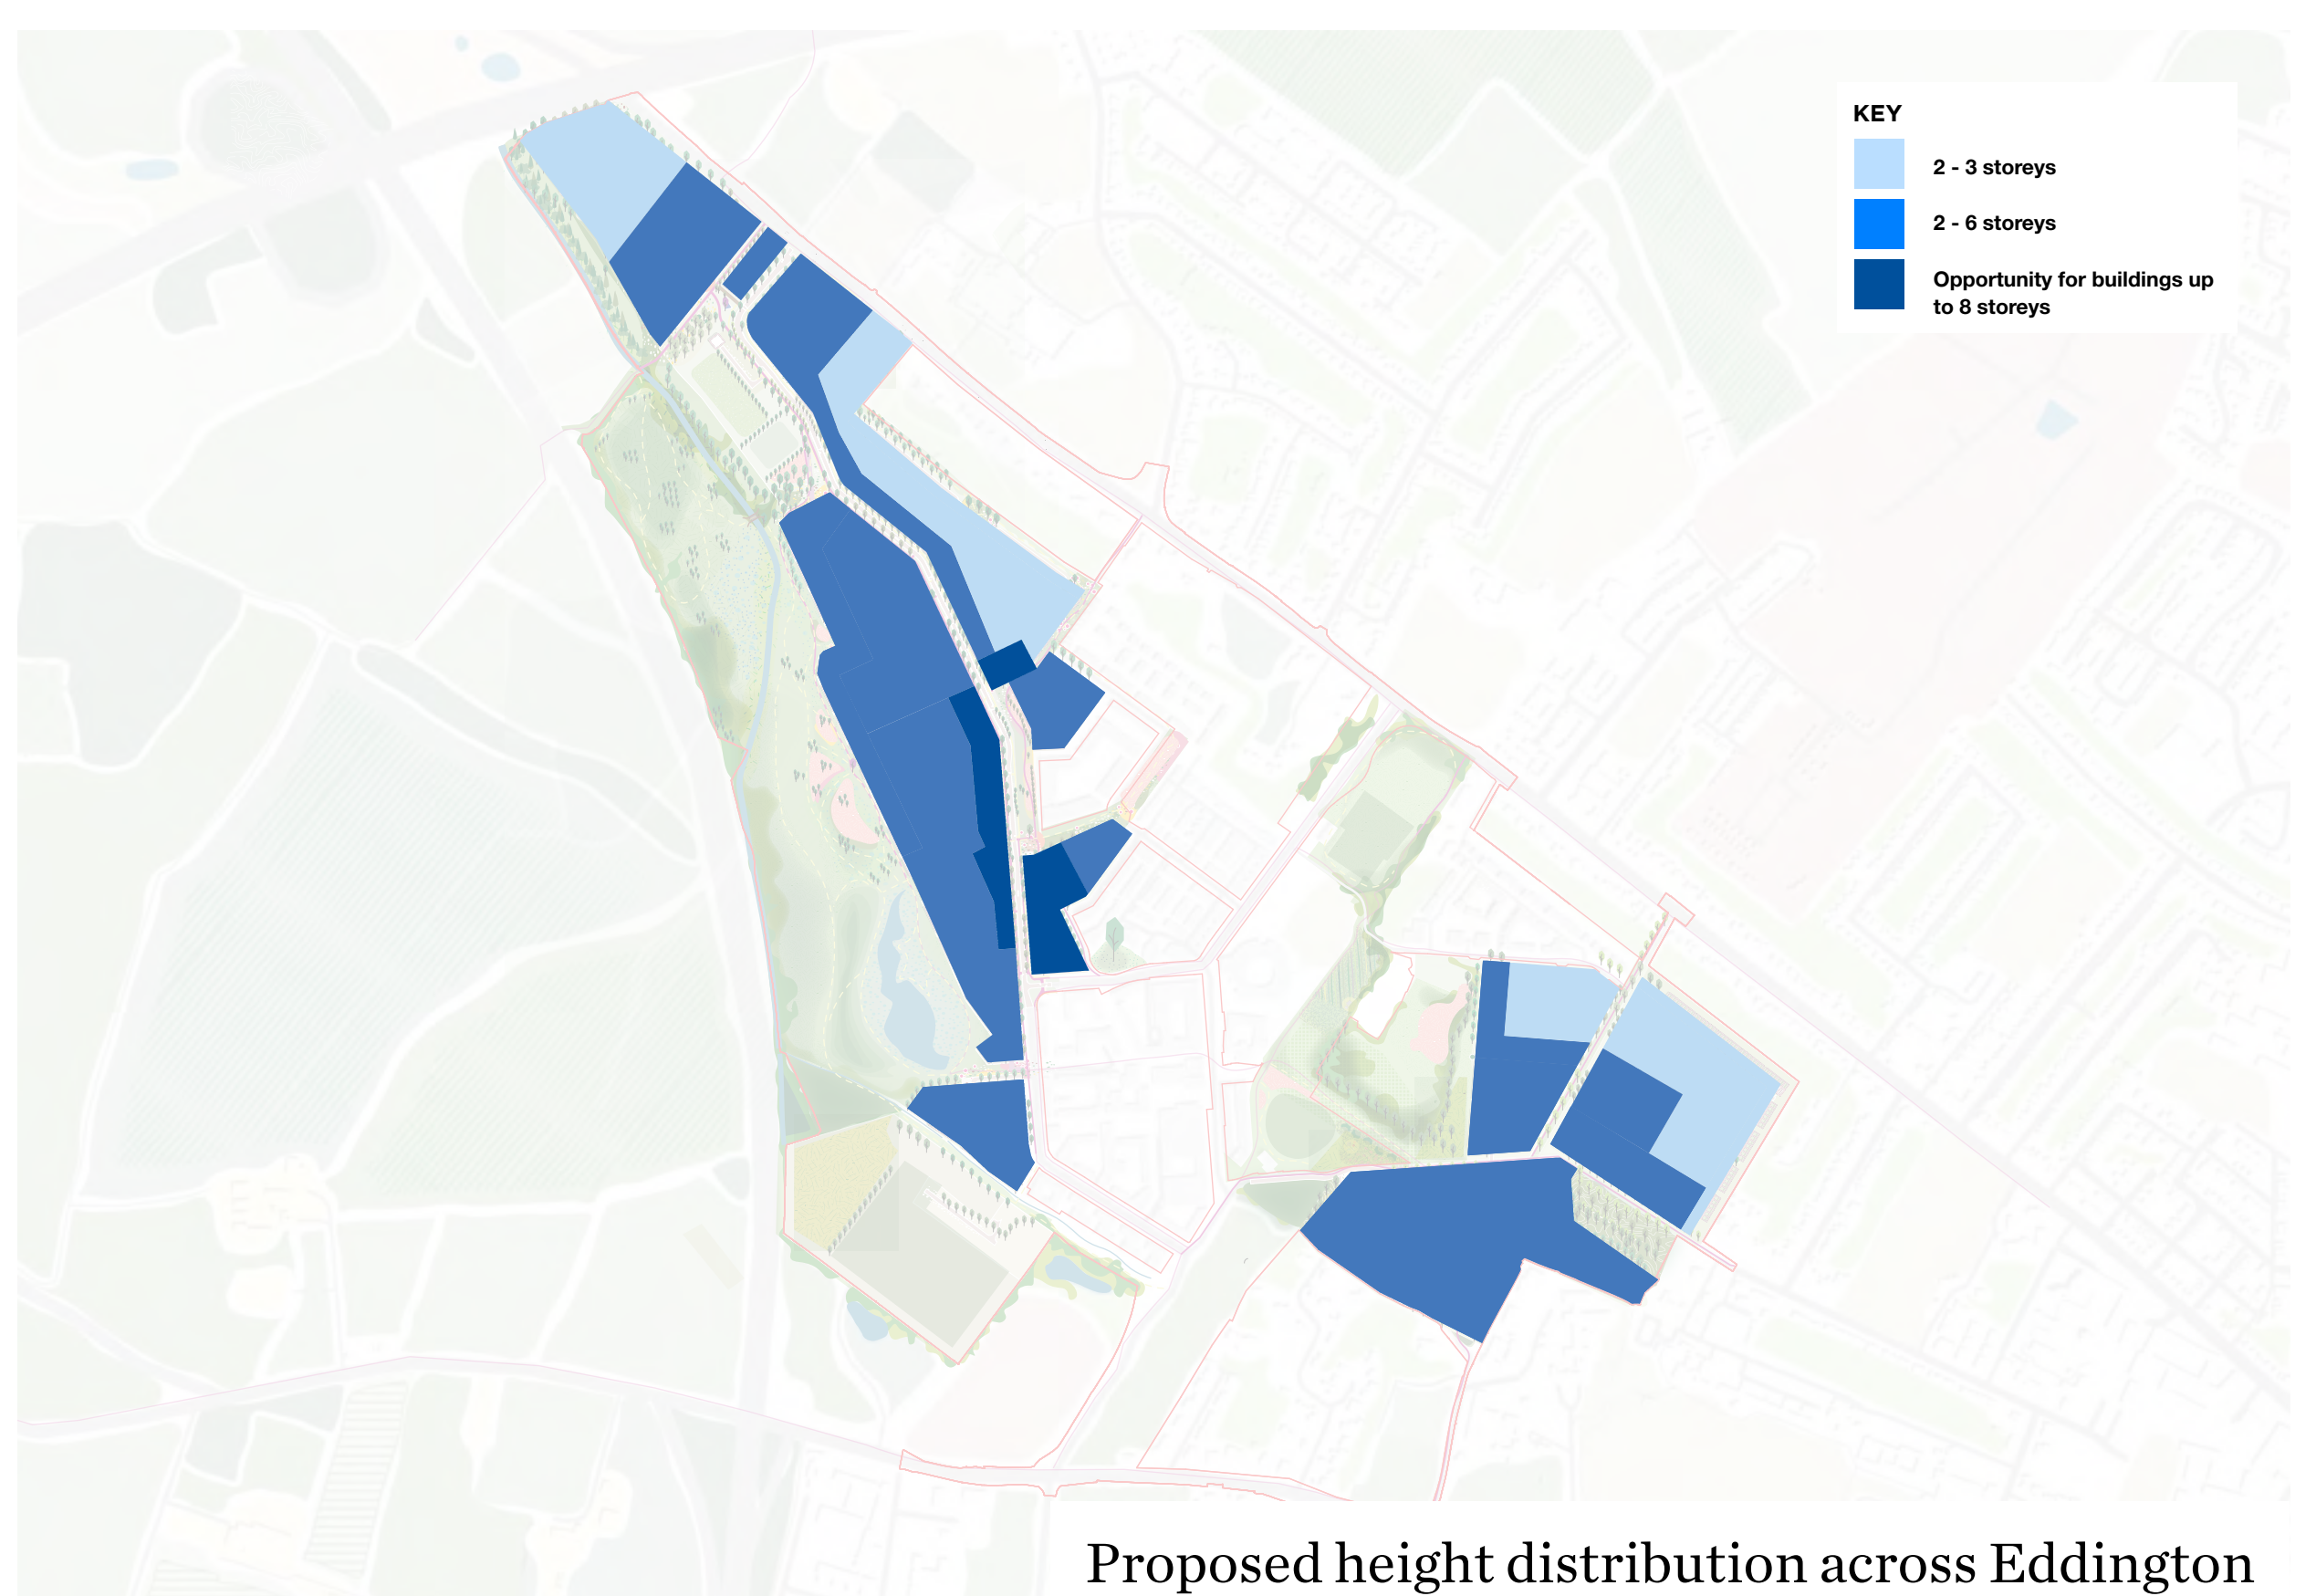 KEY
2 - 3 storeys
2 - 6 storeys
Opportunity for buildings up
to 8 storeys
Proposed height distribution across Eddington